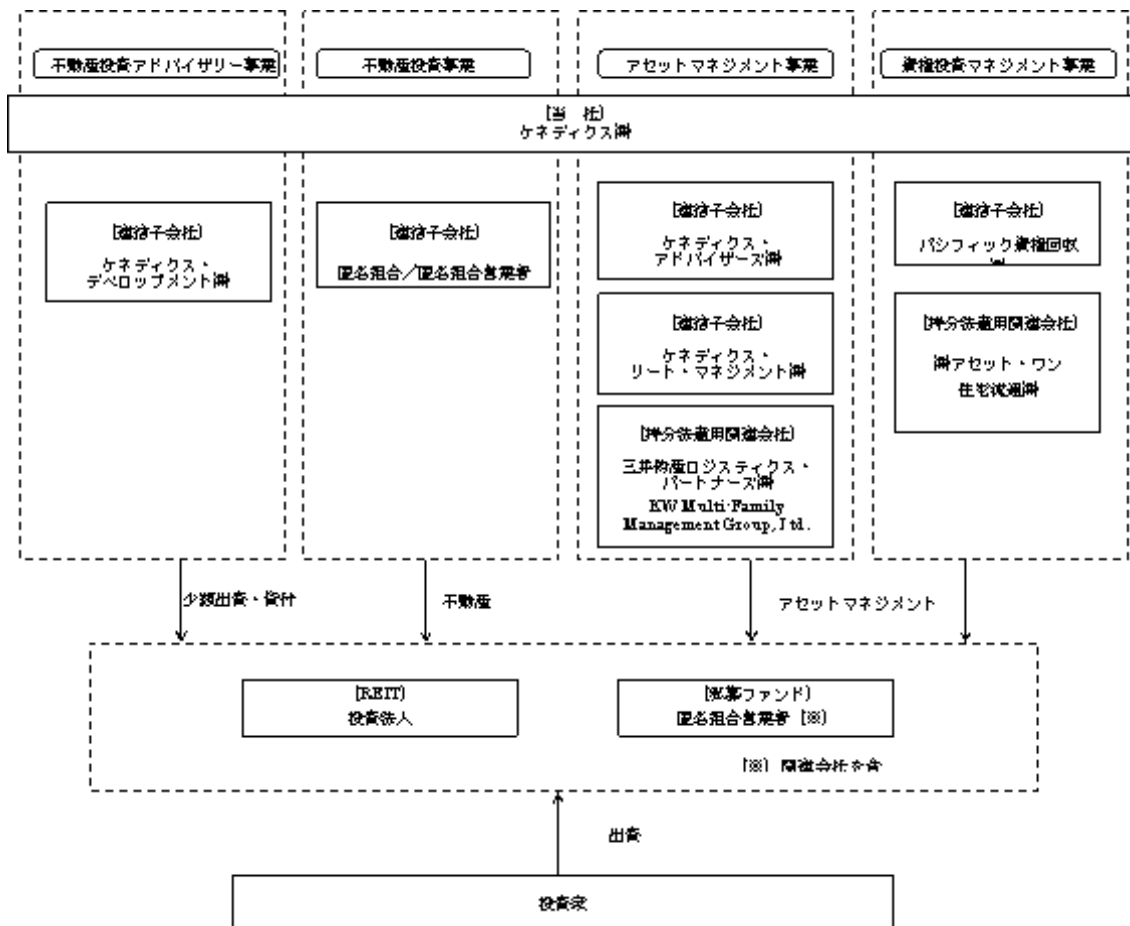 不動産投資アドバイザリー事業
不動産投資事業
アセットマネジメント事業
債権投資マネジメント事業
[当 社]
ケネディクス㈱
[連結子会社]
ケネディクス・
デベロップメント㈱
[連結子会社]
匿名組合/匿名組合営業者
[連結子会社]
ケネディクス・
アドバイザーズ㈱
[連結子会社]
ケネディクス・
リート・マネジメント㈱
[持分法適用関連会社]
三井物産ロジスティクス・
パートナーズ㈱
KW Multi-Family
Management Group, Ltd.
[連結子会社]
パシフィック債権回収
[持分法適用関連会社]
㈱アセット・ワン
住宅流通㈱
少額出資・貸付
不動産
アセットマネジメント
[REIT]
投資法人
[私募ファンド]
匿名組合営業者 [※]
[※] 関連会社を含
出資
投資家